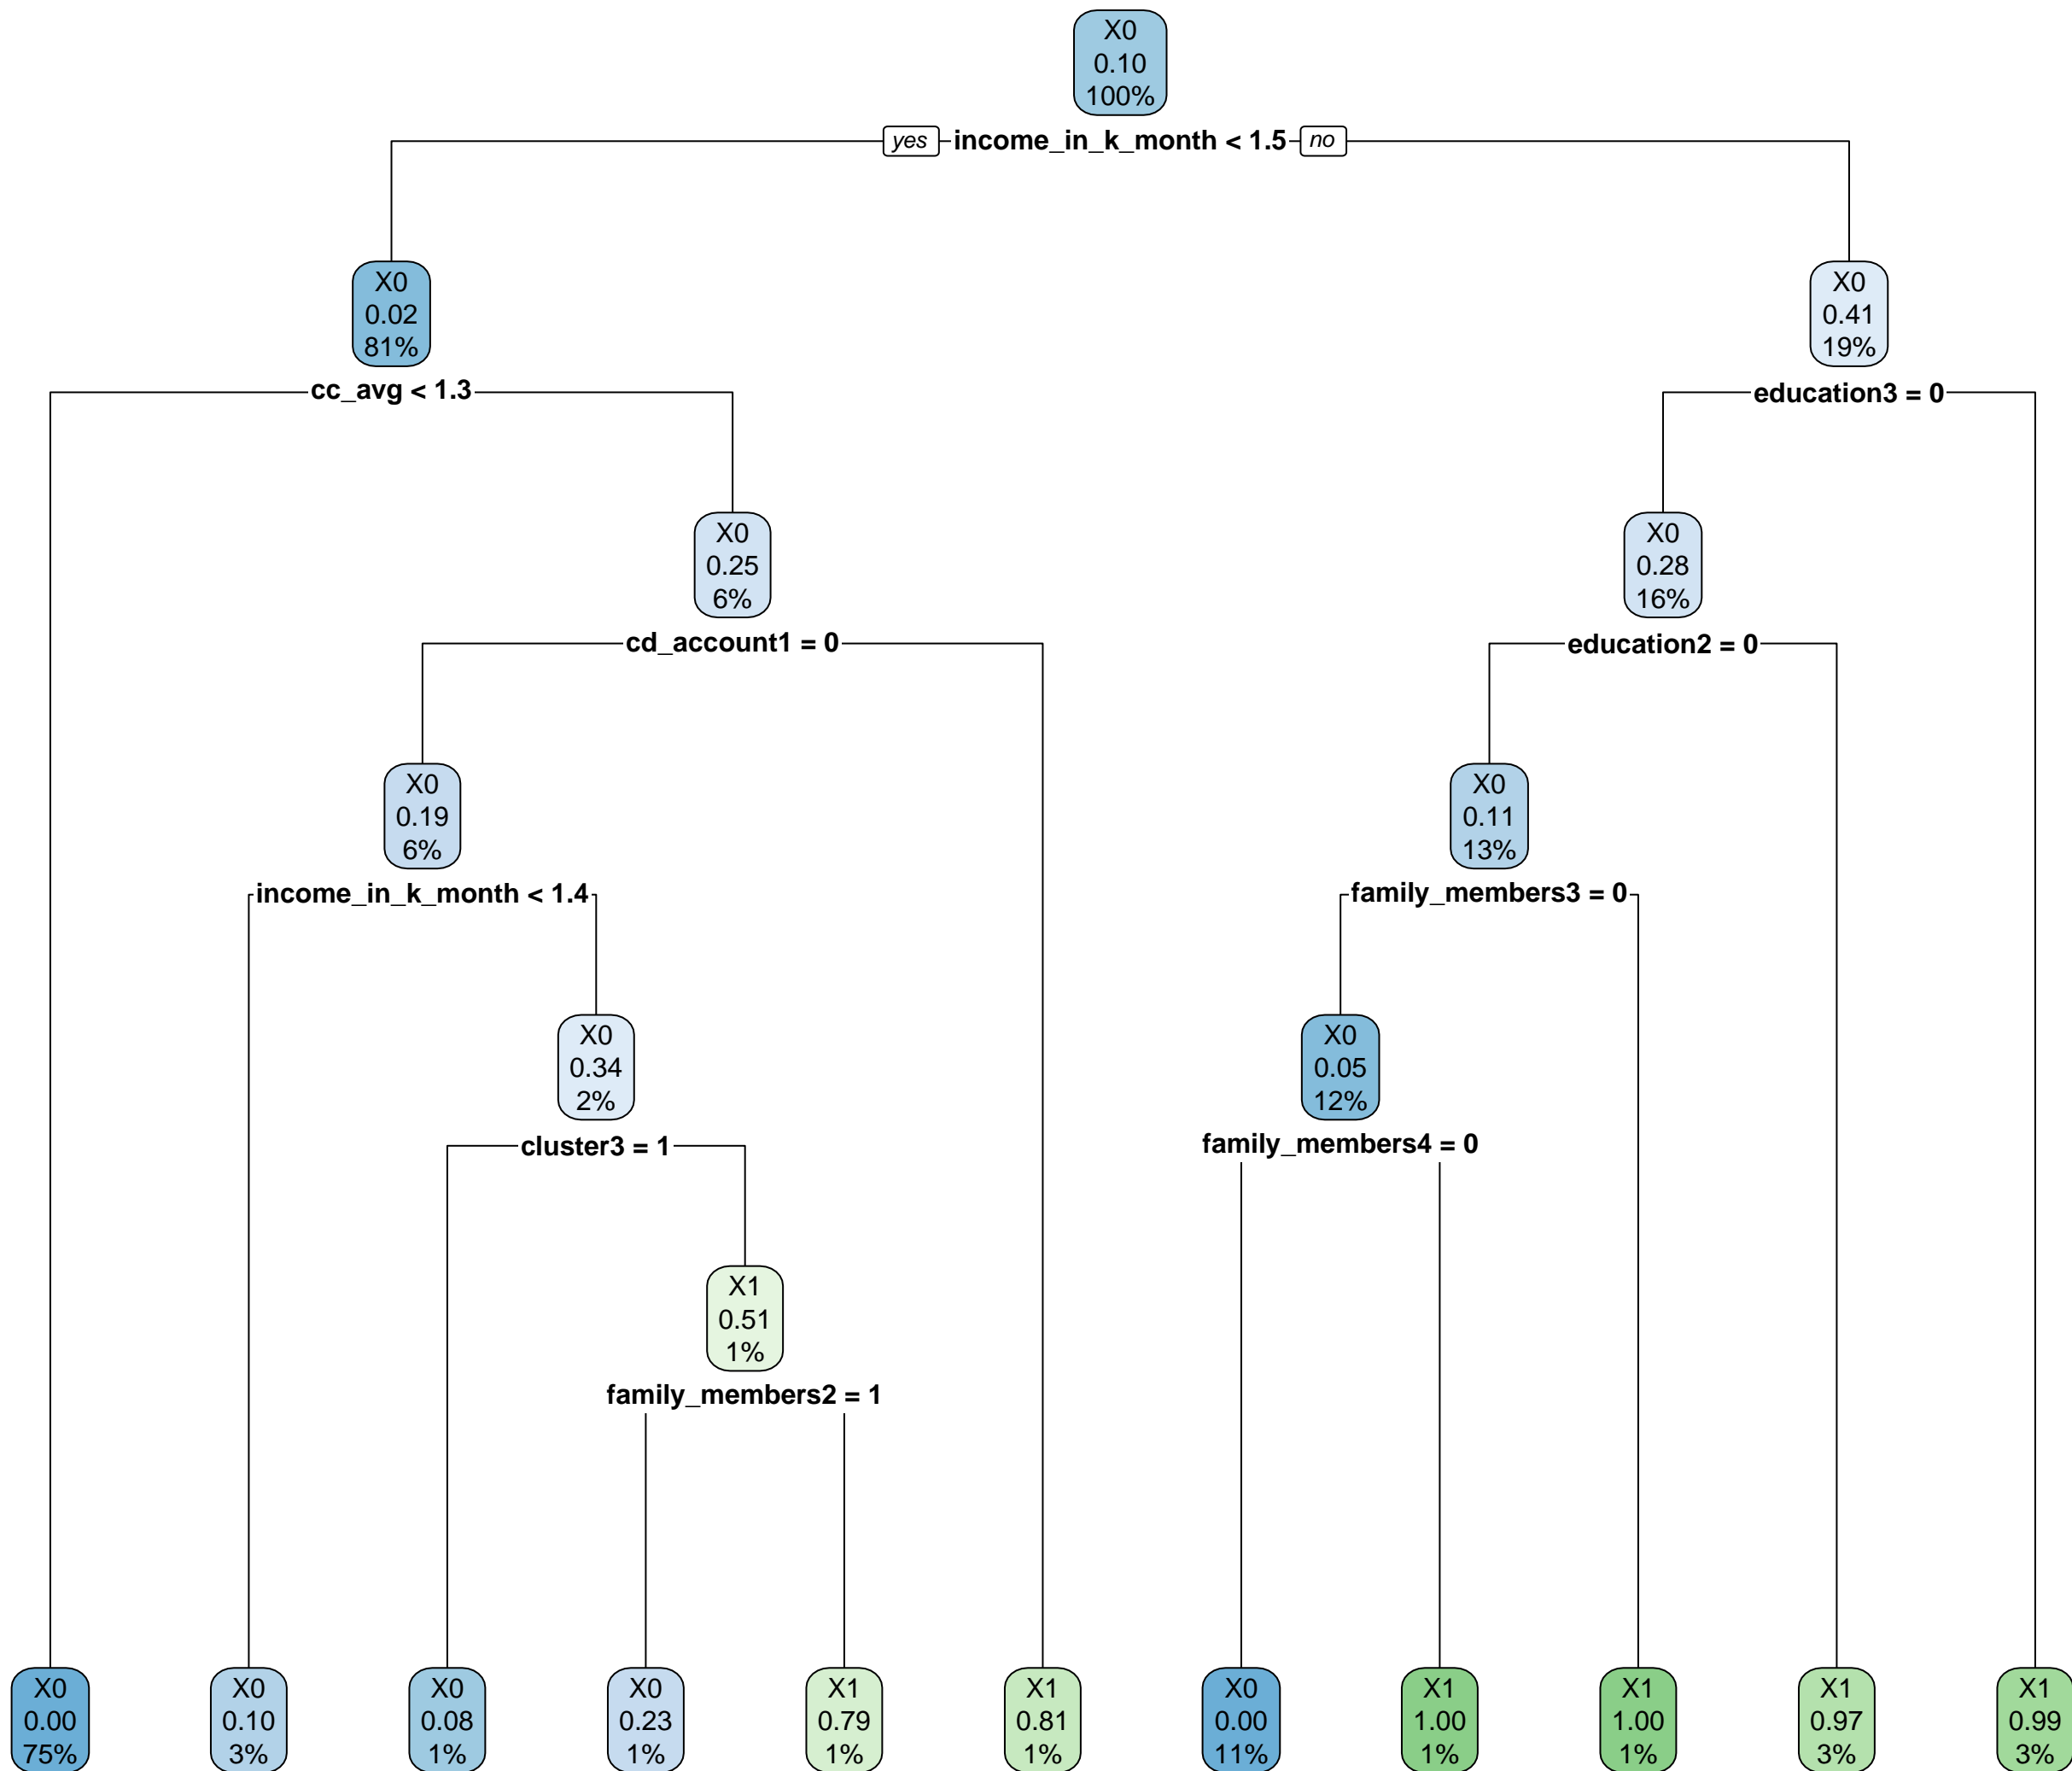 X0
0.10
100%
yes
income_in_k_month < 1.5
no
X0
0.02
81%
X0
0.41
19%
cc_avg < 1.3
education3 = 0
X0
0.25
6%
X0
0.28
16%
cd_account1 = 0
education2 = 0
X0
0.19
6%
X0
0.11
13%
income_in_k_month < 1.4
family_members3 = 0
X0
0.34
2%
X0
0.05
12%
cluster3 = 1
family_members4 = 0
X1
0.51
1%
family_members2 = 1
X0
0.00
75%
X0
0.10
3%
X0
0.08
1%
X0
0.23
1%
X1
0.79
1%
X1
0.81
1%
X0
0.00
11%
X1
1.00
1%
X1
1.00
1%
X1
0.97
3%
X1
0.99
3%